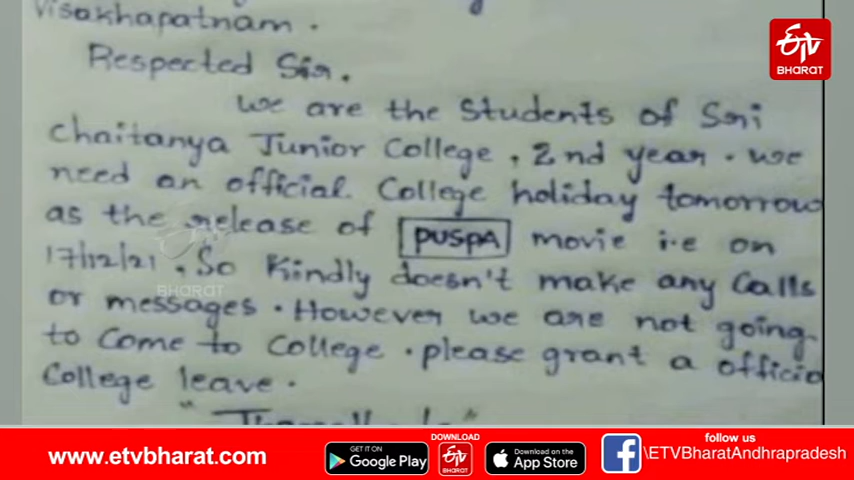 Visakhapatnam.
Respected Sir.
We are the Students of Sri
Chaitanya Junior College, 2nd year. we
need an official College holiday tomorrow
as the release of PUSPA movie i.e on
17/12/21. So Kindly doesn't make any Calls
or messages. However we are not going
to Come to College. please grant a officia
College leave.
ETV
BHARAT
BHARAT
www.etvbharat.com
GET IT ON
Google Play
DOWNLOAD
ETV
BHARAT
Download on the
App Store
follow us
\ETVBharatAndhrapradesh